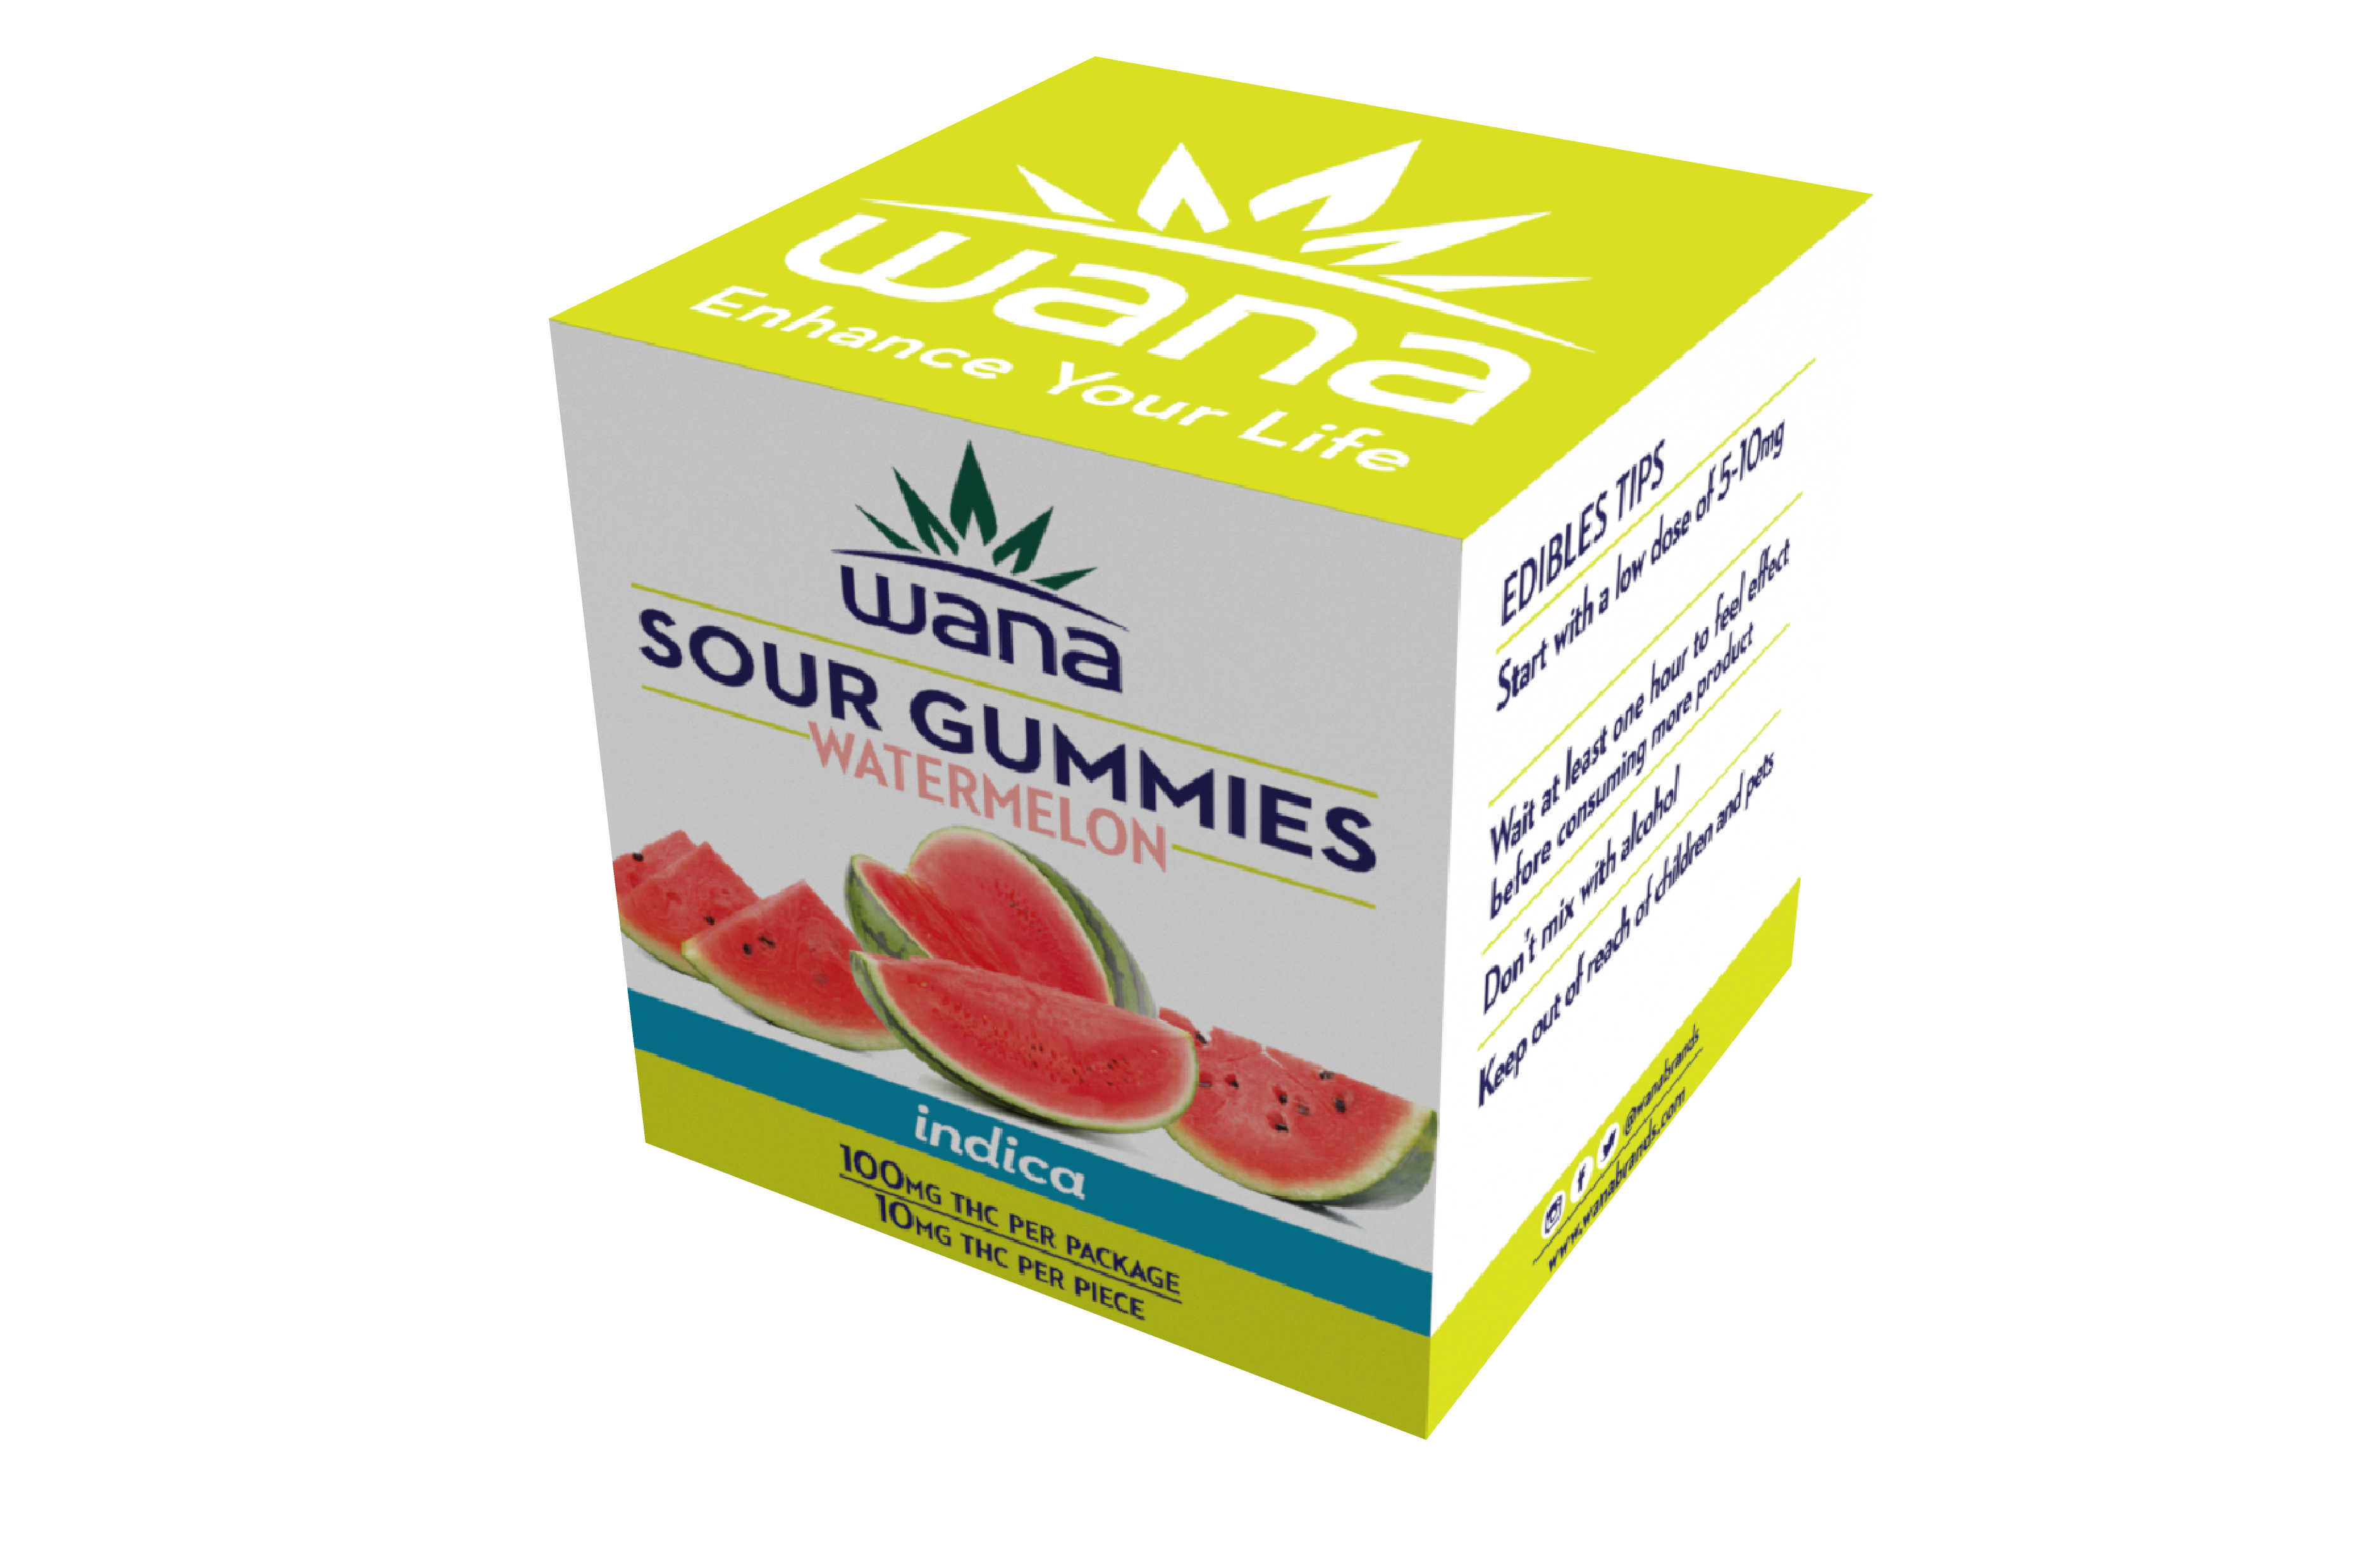 wana
Enhance Your Life
wana
SOUR GUMMIES
WATERMELON
indica
100MG THC PER PACKAGE
10MG THC PER PIECE
EDIBLES TIPS
Start with a low dose of 5-10mg
Wait at least one hour to feel effect
before consuming more product
Don't mix with alcohol
Keep out of reach of children and pets
@wanabrands
www.wanabrands.com